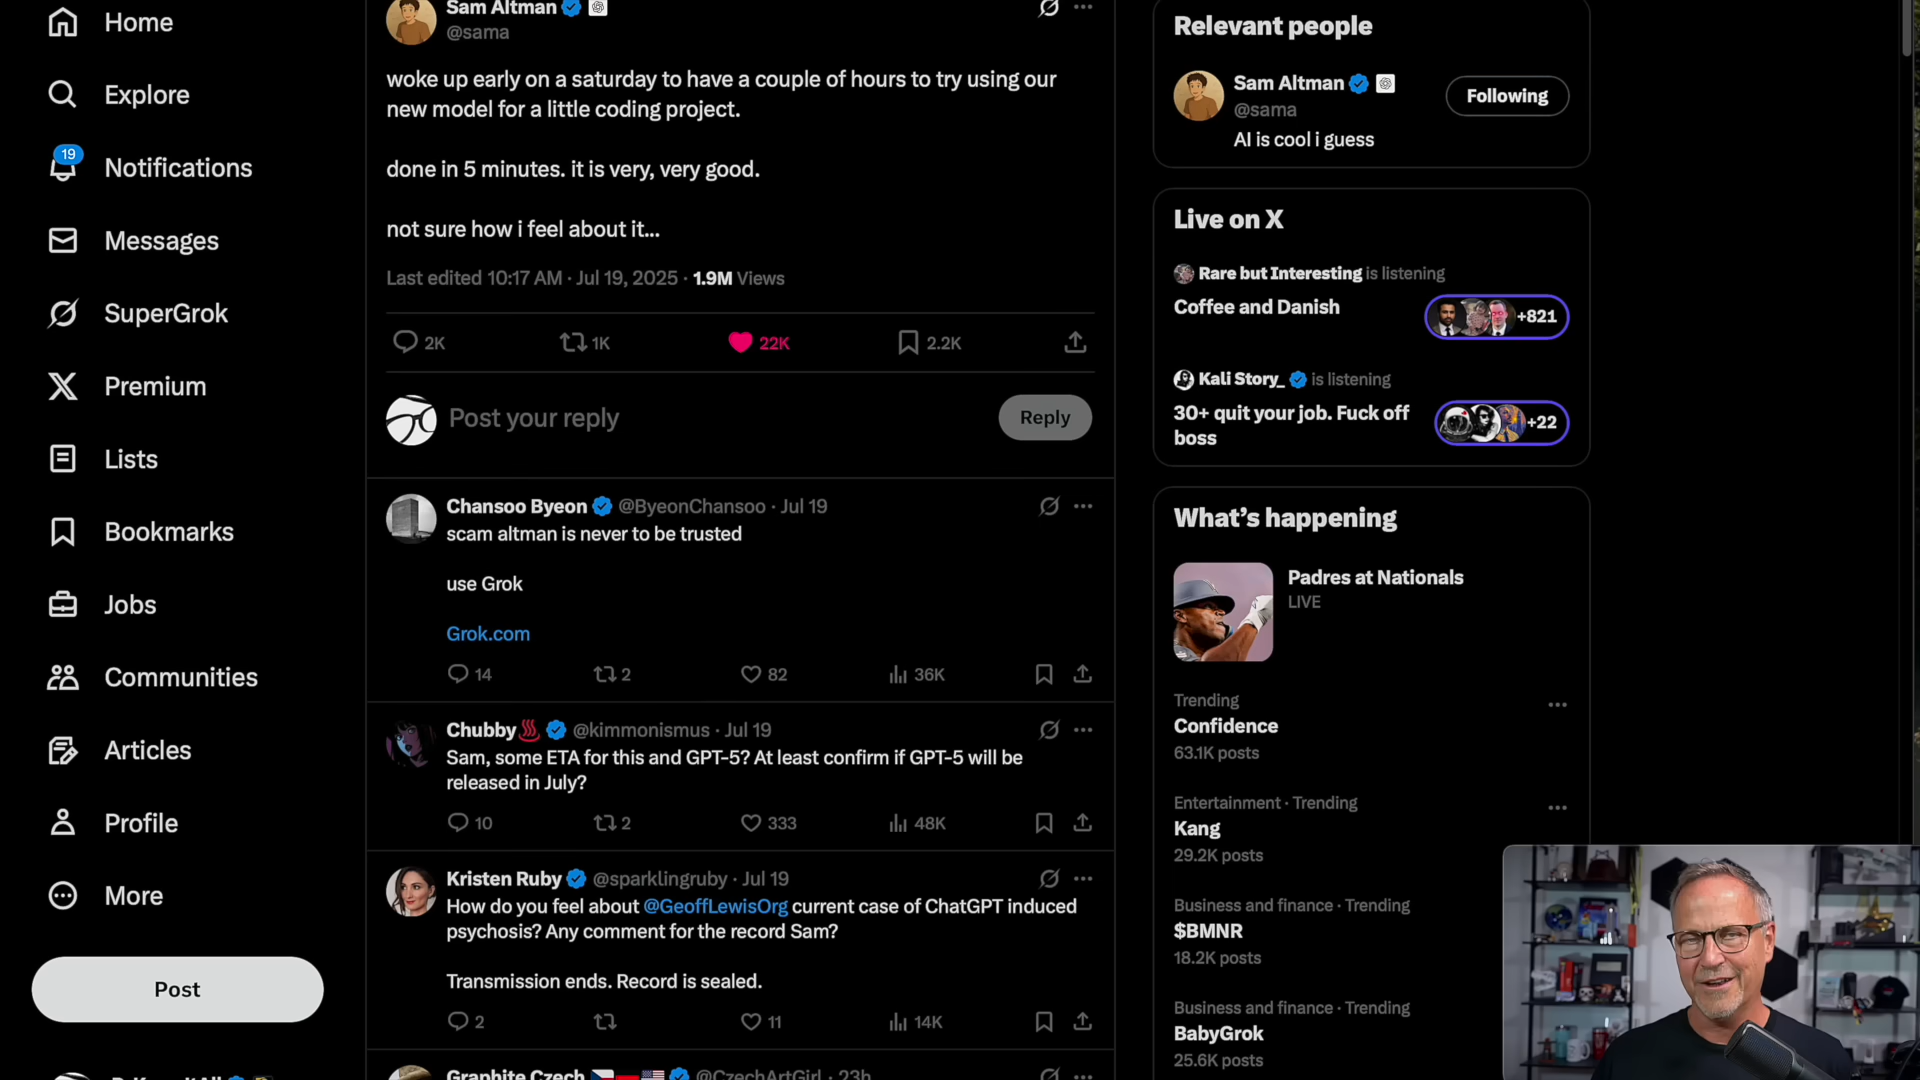 Home
Explore
19
Notifications
Messages
SuperGrok
Premium
Lists
Bookmarks
Jobs
Communities
Articles
Profile
More
Post
Sam Altman
@sama
woke up early on a saturday to have a couple of hours to try using our
new model for a little coding project.
done in 5 minutes. it is very, very good.
not sure how i feel about it...
Last edited 10:17 AM · Jul 19, 2025 · 1.9M Views
2K 1K 22K 2.2K
Post your reply
Reply
Chansoo Byeon @ByeonChansoo · Jul 19
scam altman is never to be trusted
use Grok
Grok.com
14 2 82 36K
Chubby @kimmonismus · Jul 19
Sam, some ETA for this and GPT-5? At least confirm if GPT-5 will be
released in July?
10 2 333 48K
Kristen Ruby @sparklingruby · Jul 19
How do you feel about @GeoffLewisOrg current case of ChatGPT induced
psychosis? Any comment for the record Sam?
Transmission ends. Record is sealed.
2 11 14K
Graphite Czech @CzechArtGirl · 23h
Relevant people
Sam Altman
@sama
Following
AI is cool i guess
Live on X
Rare but Interesting is listening
Coffee and Danish
+821
Kali Story_ is listening
30+ quit your job. Fuck off
boss
+22
What's happening
Padres at Nationals
LIVE
Trending
Confidence
63.1K posts
Entertainment · Trending
Kang
29.2K posts
Business and finance · Trending
$BMNR
18.2K posts
Business and finance · Trending
BabyGrok
25.6K posts